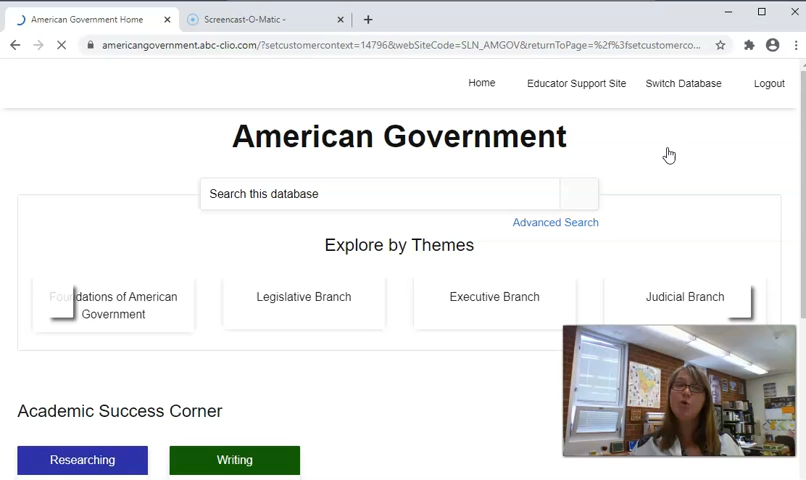 American Government Home
Screencast-O-Matic -
americangovernment.abc-clio.com/?setcustomercontext=14796&webSiteCode=SLN_AMGOV&returnToPage=%2f%3fsetcustomerco...
Home Educator Support Site Switch Database Logout
American Government
Search this database
Advanced Search
Explore by Themes
Foundations of American Government
Legislative Branch
Executive Branch
Judicial Branch
Academic Success Corner
Researching
Writing